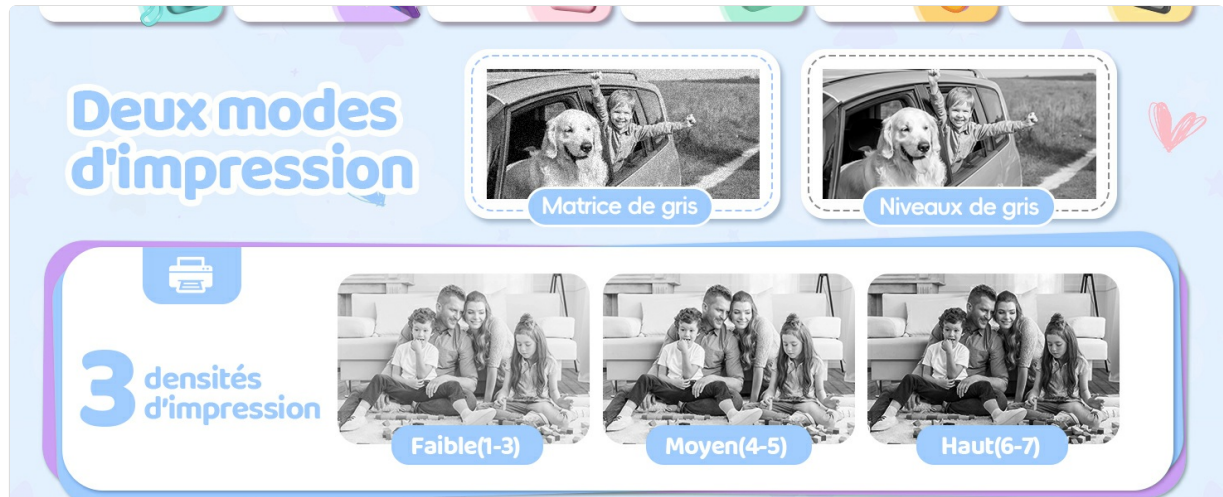 Deux modes
d'impression
Matrice de gris
Niveaux de gris
3 densités
d'impression
Faible(1-3)
Moyen(4-5)
Haut(6-7)